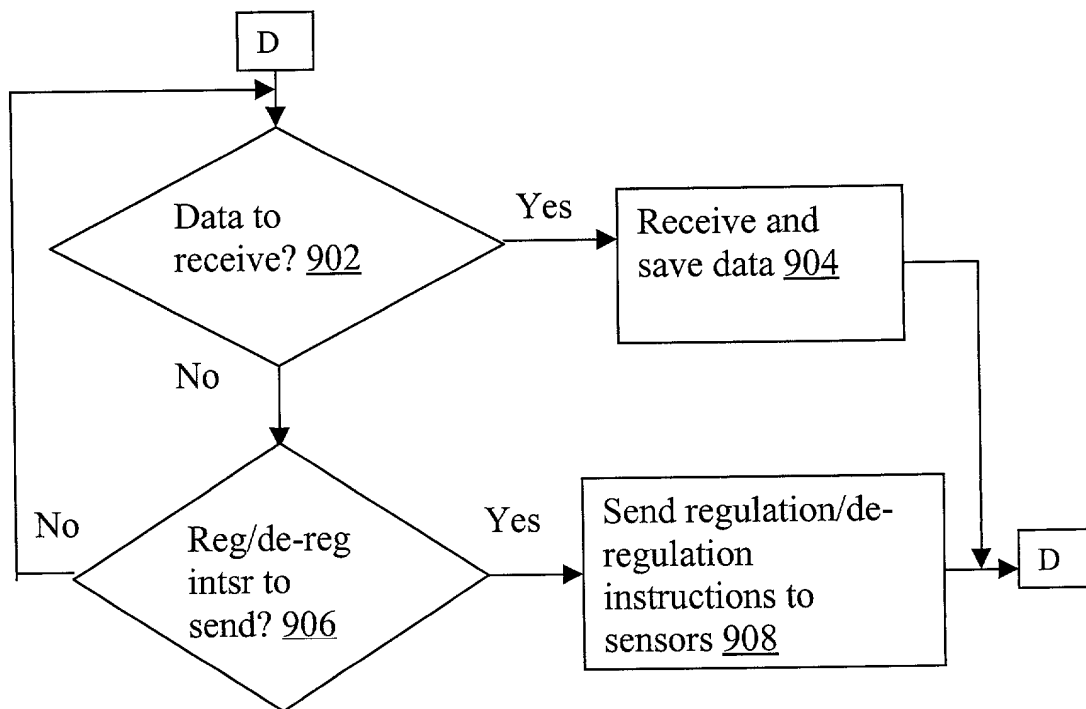 D
Data to
receive? 902
Yes
Receive and
save data 904
No
No
Reg/de-reg
intsr to
send? 906
Yes
Send regulation/de-
regulation
instructions to
sensors 908
D